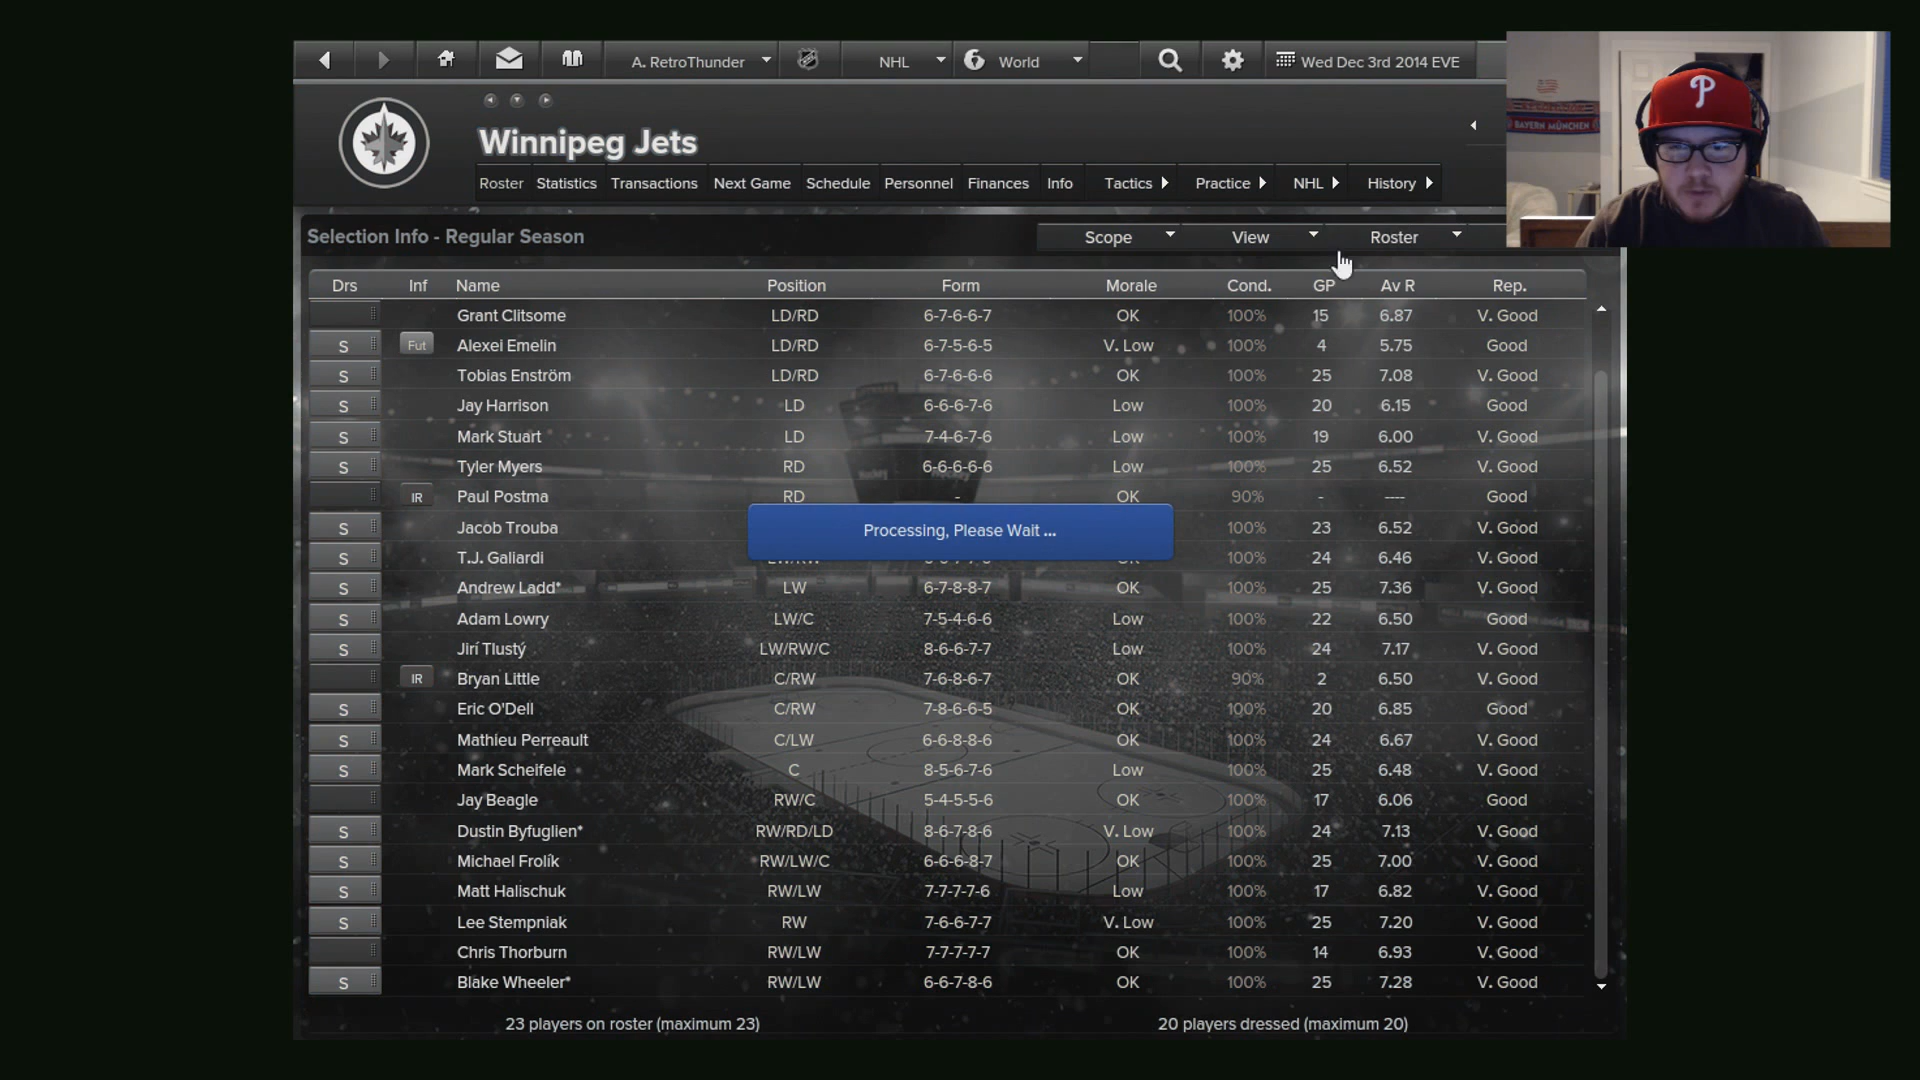 A. RetroThunder NHL World Wed Dec 3rd 2014 EVE
P
BAYERN MÜNCHEN
Winnipeg Jets
Roster Statistics Transactions Next Game Schedule Personnel Finances Info Tactics Practice NHL History
Selection Info - Regular Season Scope View Roster
Drs Inf Name Position Form Morale Cond. GP Av R Rep.
Grant Clitsome LD/RD 6-7-6-6-7 OK 100% 15 6.87 V. Good
S Fut Alexei Emelin LD/RD 6-7-5-6-5 V. Low 100% 4 5.75 Good
S Tobias Enström LD/RD 6-7-6-6-6 OK 100% 25 7.08 V. Good
S Jay Harrison LD 6-6-6-7-6 Low 100% 20 6.15 Good
S Mark Stuart LD 7-4-6-7-6 Low 100% 19 6.00 V. Good
S Tyler Myers RD 6-6-6-6-6 Low 100% 25 6.52 V. Good
IR Paul Postma RD - OK 90% - ---- Good
S Jacob Trouba 100% 23 6.52 V. Good
Processing, Please Wait ...
S T.J. Galiardi 100% 24 6.46 V. Good
S Andrew Ladd* LW 6-7-8-8-7 OK 100% 25 7.36 V. Good
S Adam Lowry LW/C 7-5-4-6-6 Low 100% 22 6.50 Good
S Jirí Tlustý LW/RW/C 8-6-6-7-7 Low 100% 24 7.17 V. Good
IR Bryan Little C/RW 7-6-8-6-7 OK 90% 2 6.50 V. Good
S Eric O'Dell C/RW 7-8-6-6-5 OK 100% 20 6.85 Good
S Mathieu Perreault C/LW 6-6-8-8-6 OK 100% 24 6.67 V. Good
S Mark Scheifele C 8-5-6-7-6 Low 100% 25 6.48 V. Good
Jay Beagle RW/C 5-4-5-5-6 OK 100% 17 6.06 Good
S Dustin Byfuglien* RW/RD/LD 8-6-7-8-6 V. Low 100% 24 7.13 V. Good
S Michael Frolík RW/LW/C 6-6-6-8-7 OK 100% 25 7.00 V. Good
S Matt Halischuk RW/LW 7-7-7-7-6 Low 100% 17 6.82 V. Good
S Lee Stempniak RW 7-6-6-7-7 V. Low 100% 25 7.20 V. Good
Chris Thorburn RW/LW 7-7-7-7-7 OK 100% 14 6.93 V. Good
S Blake Wheeler* RW/LW 6-6-7-8-6 OK 100% 25 7.28 V. Good
23 players on roster (maximum 23) 20 players dressed (maximum 20)